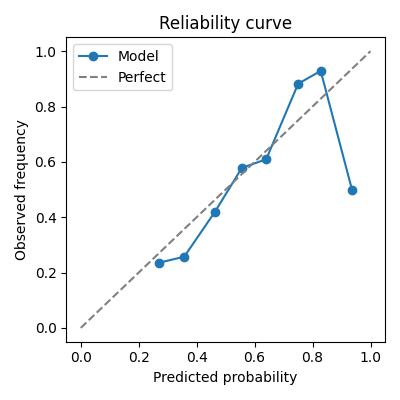 Reliability curve
Model
Perfect
Observed frequency
1.0
0.8
0.6
0.4
0.2
0.0
0.0 0.2 0.4 0.6 0.8 1.0
Predicted probability